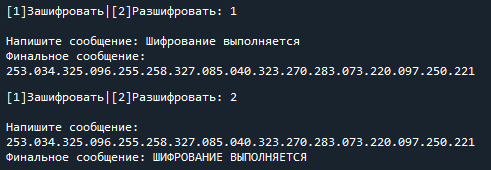 [1]Зашифровать|[2]Разшифровать: 1
Напишите сообщение: Шифрование выполняется
Финальное сообщение:
253.034.325.096.255.258.327.085.040.323.270.283.073.220.097.250.221
[1]Зашифровать|[2]Разшифровать: 2
Напишите сообщение:
253.034.325.096.255.258.327.085.040.323.270.283.073.220.097.250.221
Финальное сообщение: ШИФРОВАНИЕ ВЫПОЛНЯЕТСЯ